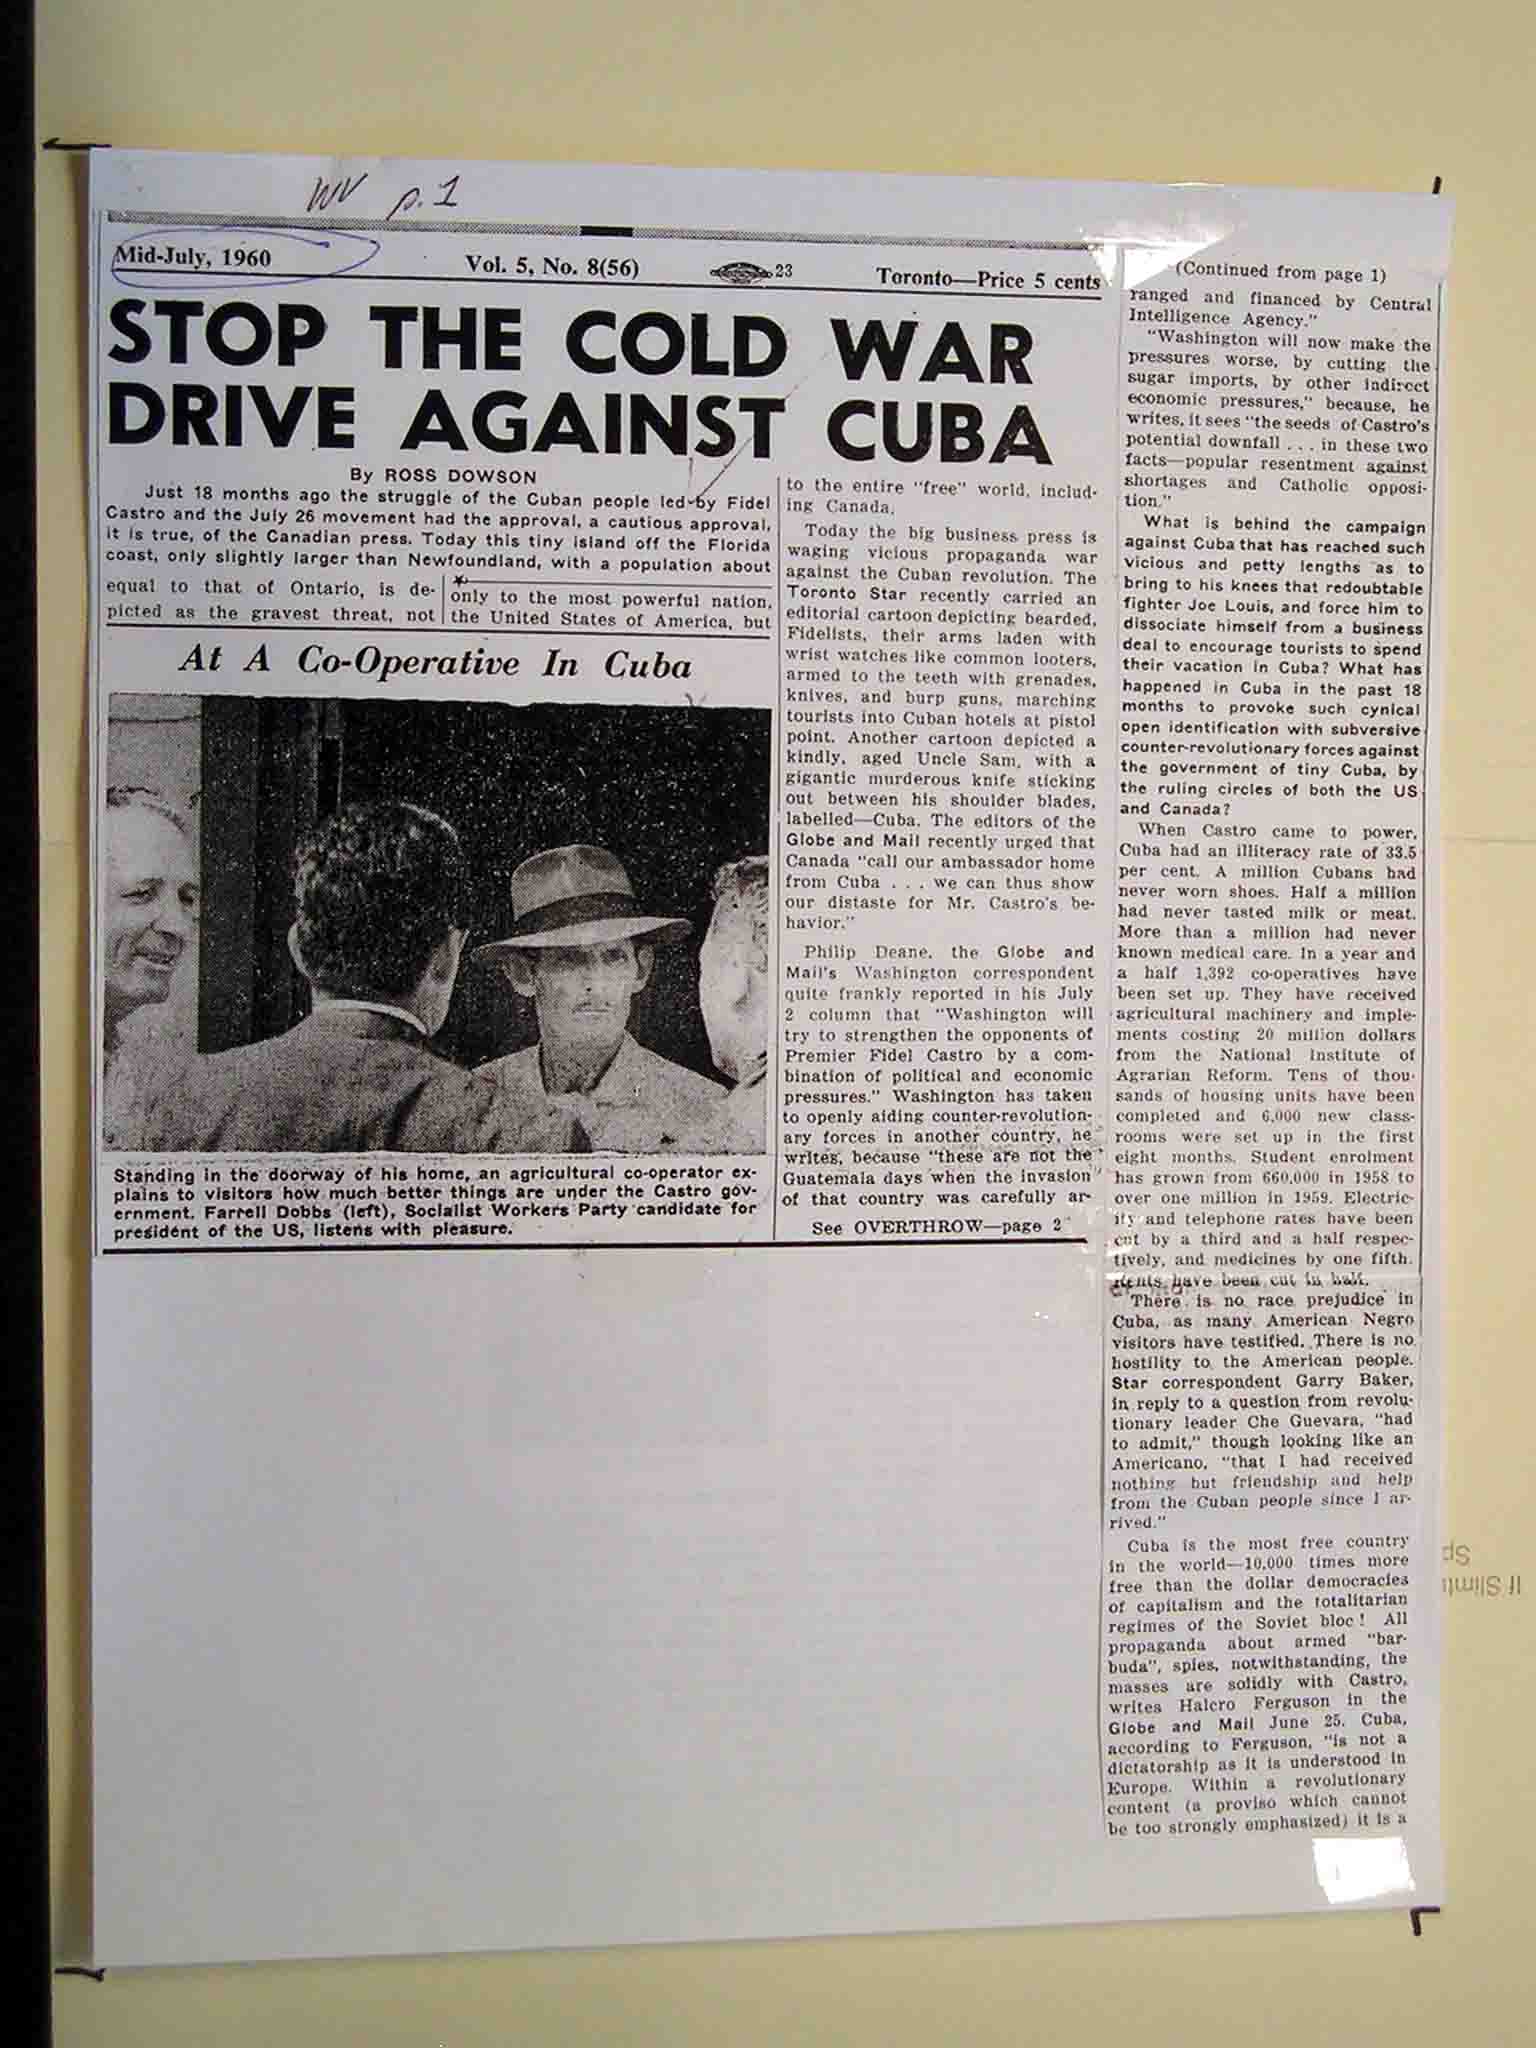 WV p.1
Mid-July, 1960
Vol. 5, No. 8(56)
23
Toronto—Price 5 cents
STOP THE COLD WAR
DRIVE AGAINST CUBA
By ROSS DOWSON
Just 18 months ago the struggle of the Cuban people led by Fidel
Castro and the July 26 movement had the approval, a cautious approval,
it is true, of the Canadian press. Today this tiny island off the Florida
coast, only slightly larger than Newfoundland, with a population about
equal to that of Ontario, is de-
picted as the gravest threat, not
only to the most powerful nation,
the United States of America, but
At A Co-Operative In Cuba
Standing in the doorway of his home, an agricultural co-operator ex-
plains to visitors how much better things are under the Castro gov-
ernment. Farrell Dobbs (left), Socialist Workers Party candidate for
president of the US, listens with pleasure.
to the entire "free" world, includ-
ing Canada.
Today the big business press is
waging vicious propaganda war
against the Cuban revolution. The
Toronto Star recently carried an
editorial cartoon depicting bearded,
Fidelists, their arms laden with
wrist watches like common looters,
armed to the teeth with grenades,
knives, and burp guns, marching
tourists into Cuban hotels at pistol
point. Another cartoon depicted a
kindly, aged Uncle Sam, with a
gigantic murderous knife sticking
out between his shoulder blades,
labelled—Cuba. The editors of the
Globe and Mail recently urged that
Canada "call our ambassador home
from Cuba . . . we can thus show
our distaste for Mr. Castro's be-
havior."
Philip Deane, the Globe and
Mail's Washington correspondent
quite frankly reported in his July
2 column that "Washington will
try to strengthen the opponents of
Premier Fidel Castro by a com-
bination of political and economic
pressures." Washington has taken
to openly aiding counter-revolution-
ary forces in another country, he
writes, because "these are not the
Guatemala days when the invasion
of that country was carefully ar-
See OVERTHROW—page 2
(Continued from page 1)
ranged and financed by Central
Intelligence Agency."
"Washington will now make the
pressures worse, by cutting the
sugar imports, by other indirect
economic pressures," because, he
writes, it sees "the seeds of Castro's
potential downfall . . . in these two
facts—popular resentment against
shortages and Catholic opposi-
tion."
What is behind the campaign
against Cuba that has reached such
vicious and petty lengths as to
bring to his knees that redoubtable
fighter Joe Louis, and force him to
dissociate himself from a business
deal to encourage tourists to spend
their vacation in Cuba? What has
happened in Cuba in the past 18
months to provoke such cynical
open identification with subversive
counter-revolutionary forces against
the government of tiny Cuba, by
the ruling circles of both the US
and Canada?
When Castro came to power,
Cuba had an illiteracy rate of 33.5
per cent. A million Cubans had
never worn shoes. Half a million
had never tasted milk or meat.
More than a million had never
known medical care. In a year and
a half 1,392 co-operatives have
been set up. They have received
agricultural machinery and imple-
ments costing 20 million dollars
from the National Institute of
Agrarian Reform. Tens of thou-
sands of housing units have been
completed and 6,000 new class-
rooms were set up in the first
eight months. Student enrolment
has grown from 660,000 in 1958 to
over one million in 1959. Electric-
ity and telephone rates have been
cut by a third and a half respec-
tively, and medicines by one fifth.
Rents have been cut in half.
There is no race prejudice in
Cuba, as many American Negro
visitors have testified. There is no
hostility to the American people.
Star correspondent Garry Baker,
in reply to a question from revolu-
tionary leader Che Guevara, "had
to admit," though looking like an
Americano, "that I had received
nothing but friendship and help
from the Cuban people since I ar-
rived."
Cuba is the most free country
in the world—10,000 times more
free than the dollar democracies
of capitalism and the totalitarian
regimes of the Soviet bloc! All
propaganda about armed "bar-
buda", spies, notwithstanding, the
masses are solidly with Castro,
writes Halcro Ferguson in the
Globe and Mail June 25. Cuba,
according to Ferguson, "is not a
dictatorship as it is understood in
Europe. Within a revolutionary
content (a proviso which cannot
be too strongly emphasized) it is a